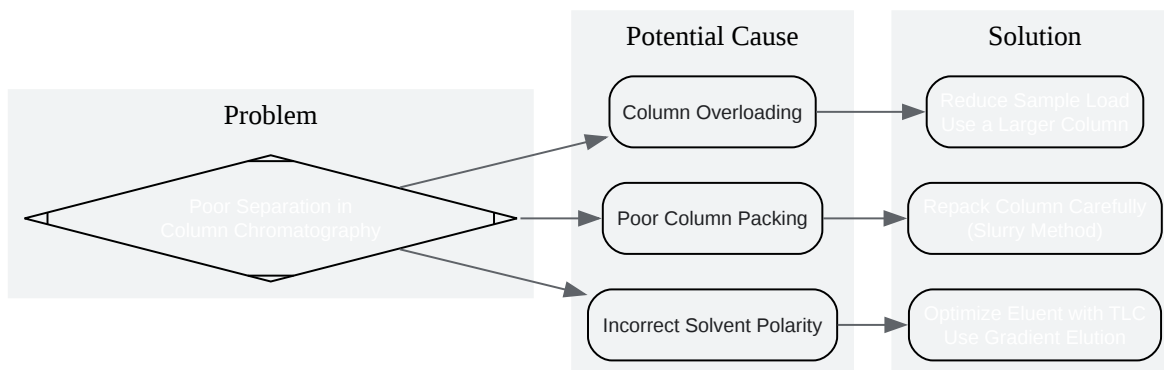 Problem
Poor Separation in
Column Chromatography
Potential Cause
Column Overloading
Poor Column Packing
Incorrect Solvent Polarity
Solution
Reduce Sample Load
Use a Larger Column
Repack Column Carefully
(Slurry Method)
Optimize Eluent with TLC
Use Gradient Elution